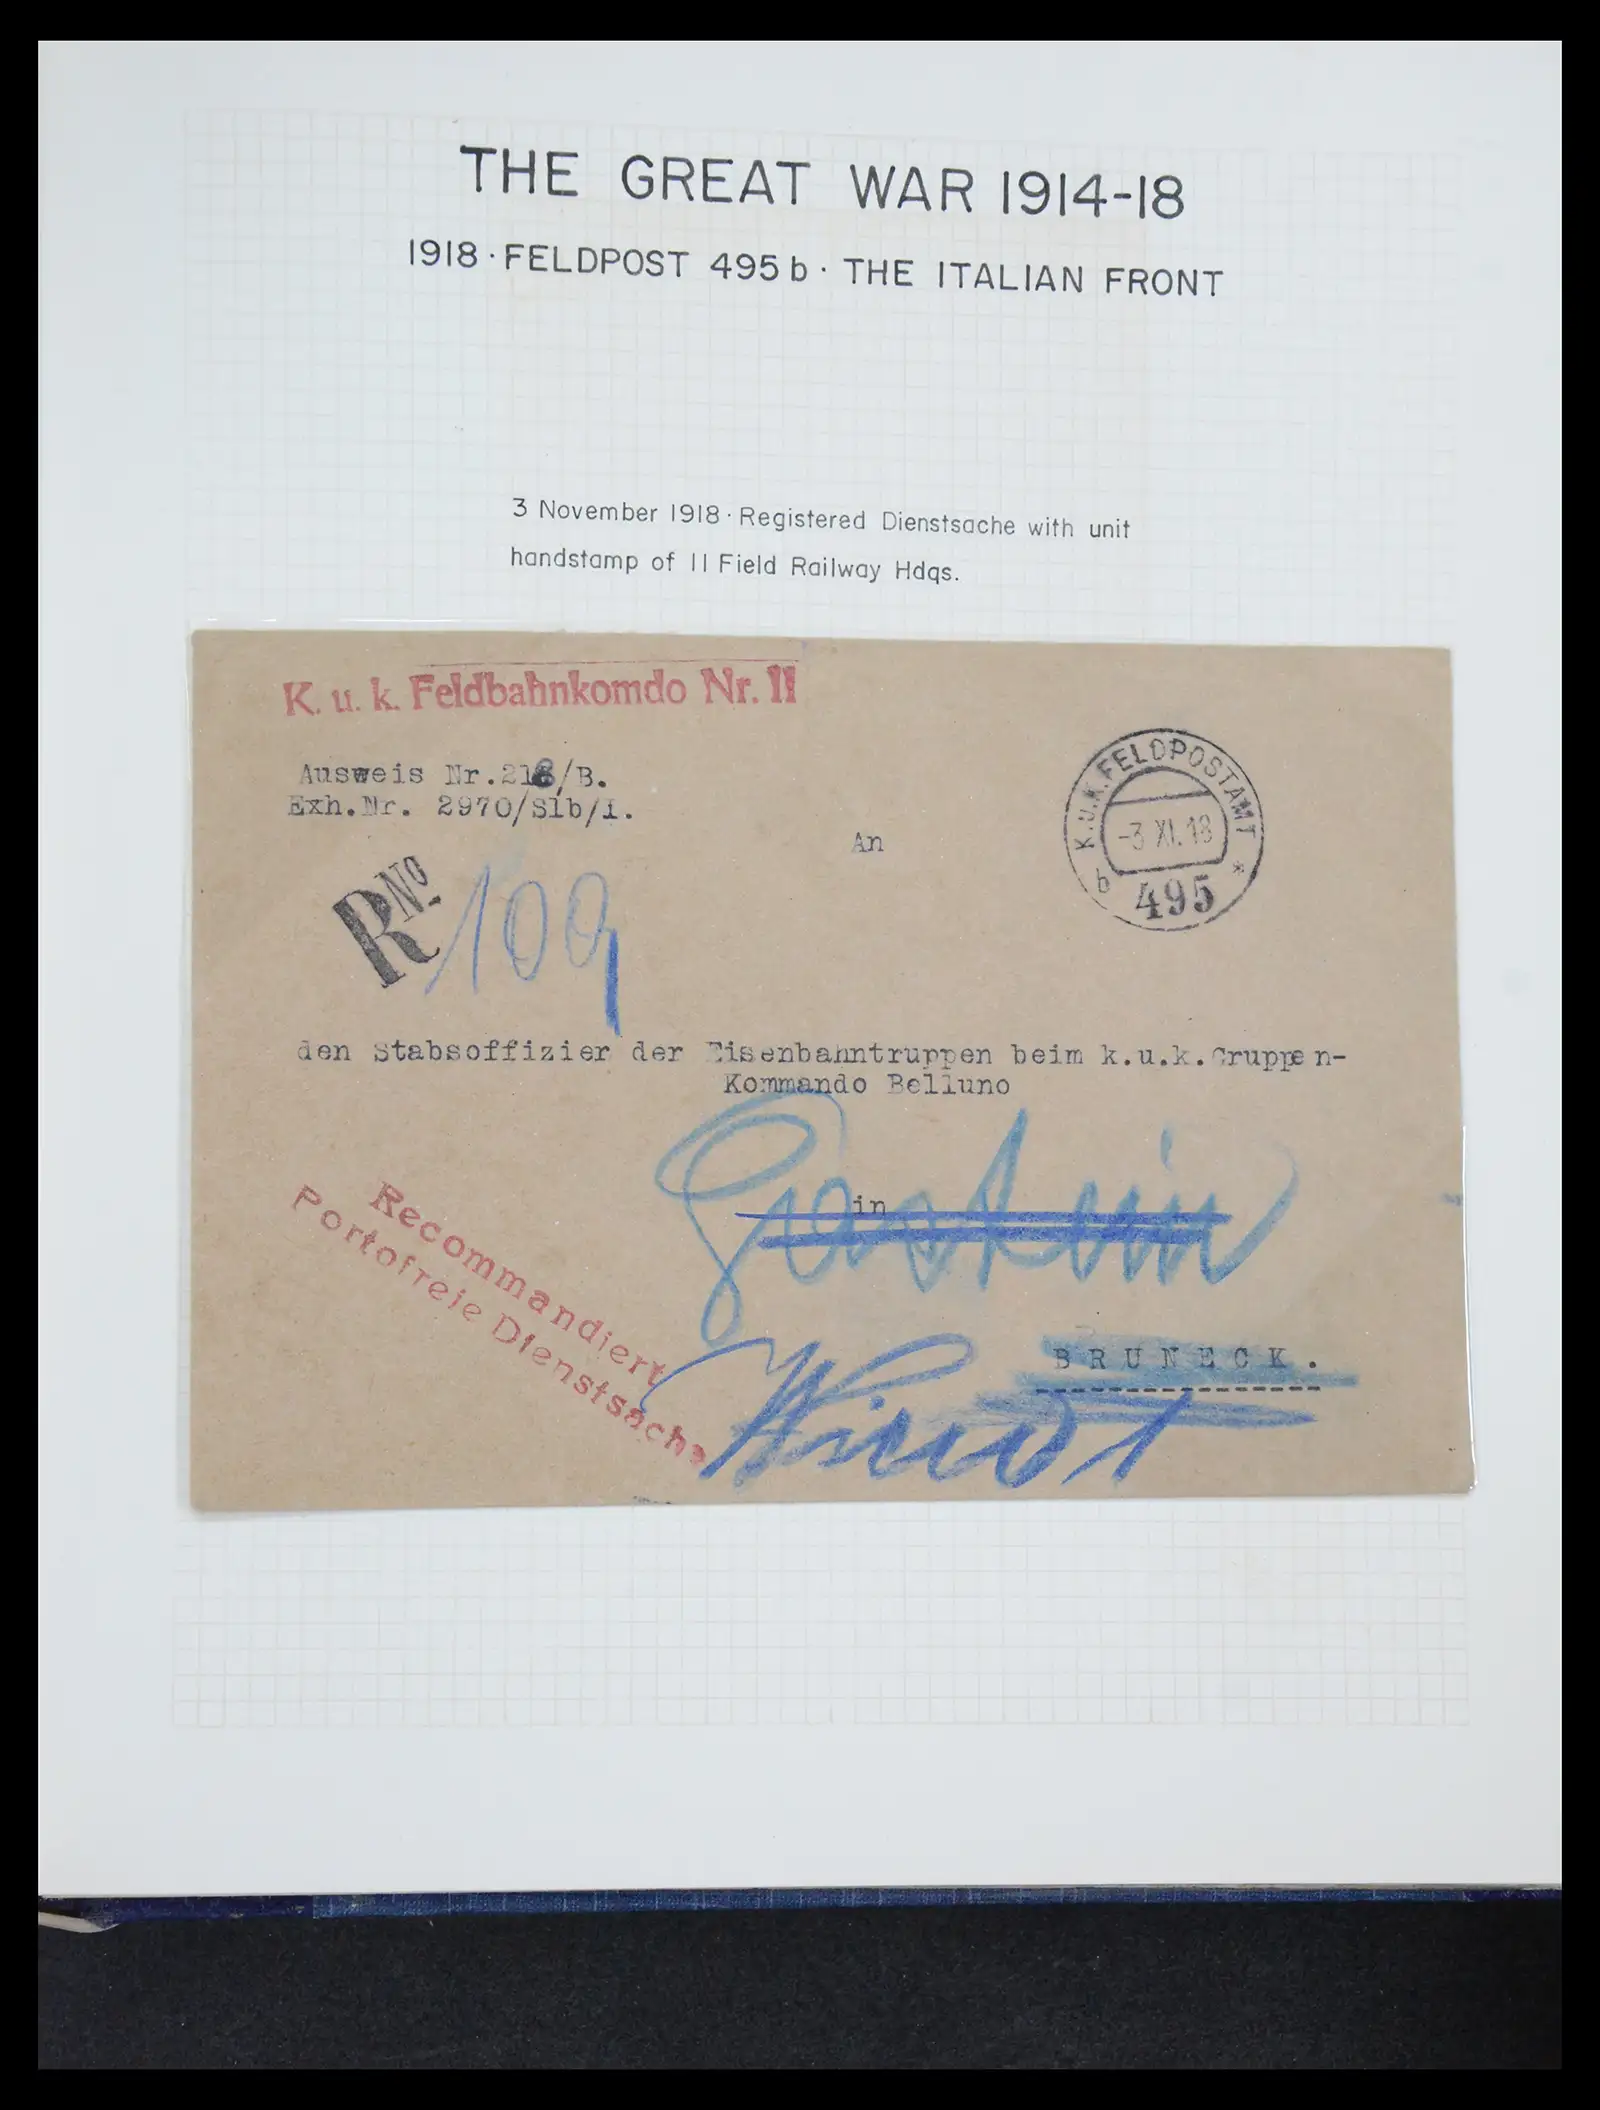 THE GREAT WAR 1914-18
1918 · FELDPOST 495 b · THE ITALIAN FRONT
3 November 1918 · Registered Dienstsache with unit
handstamp of 11 Field Railway Hdqs.
K. u. k. Feldbahnkomdo Nr. 11
Ausweis Nr.218/B.
Exh.Nr. 2970/Slb/I.
An
K.u.K. FELDPOSTAMT
-3 XI. 18
b 495 *
R No. 109
den Stabsoffizier der Eisenbahntruppen beim k.u.k.Gruppen-
Kommando Belluno
in
Recommandiert
Portofreie Dienstsache
BRUNECK.